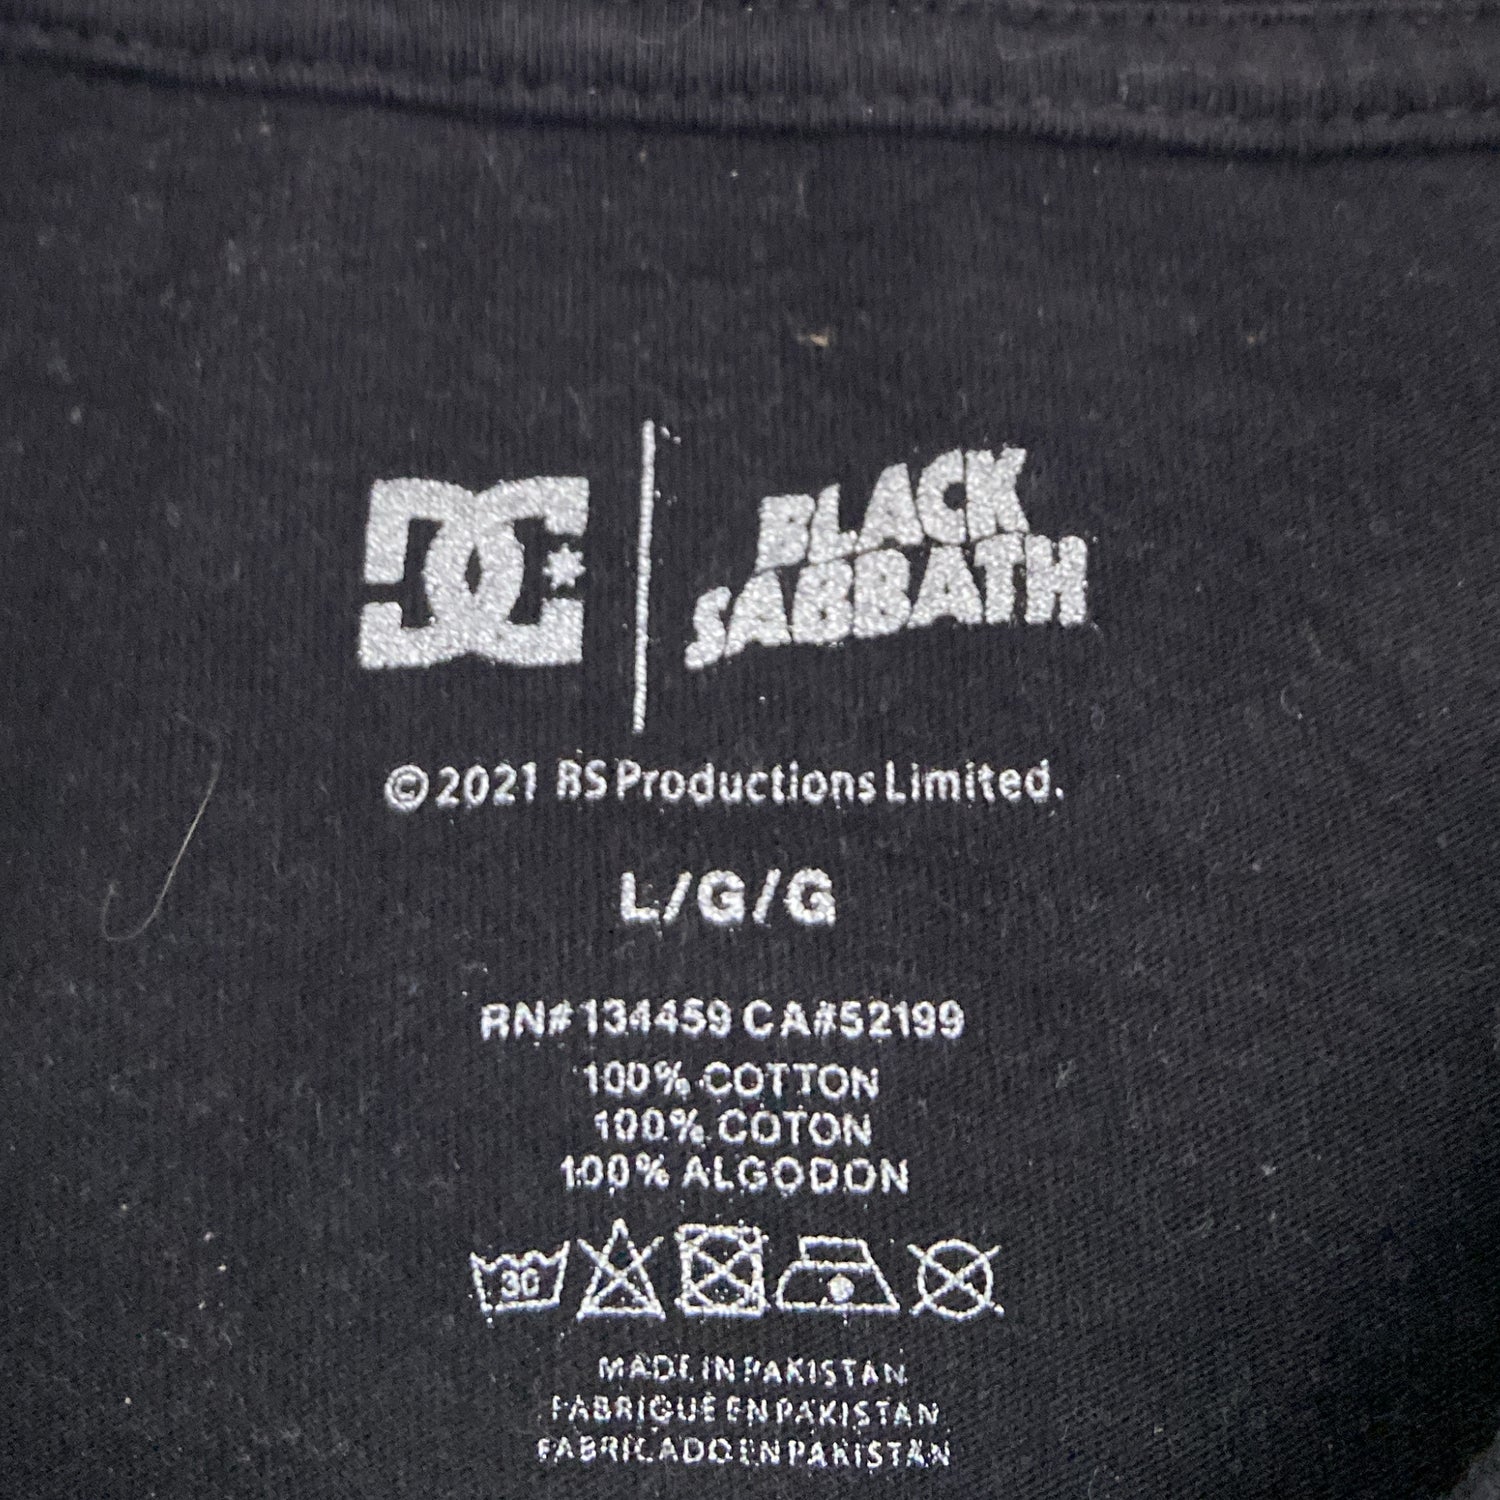 DC
BLACK
SABBATH
©2021 BS Productions Limited.
L/G/G
RN#134459 CA#52199
100% COTTON
100% COTON
100% ALGODON
30
MADE IN PAKISTAN
FABRIQUÉ EN PAKISTAN
FABRICADO EN PAKISTAN